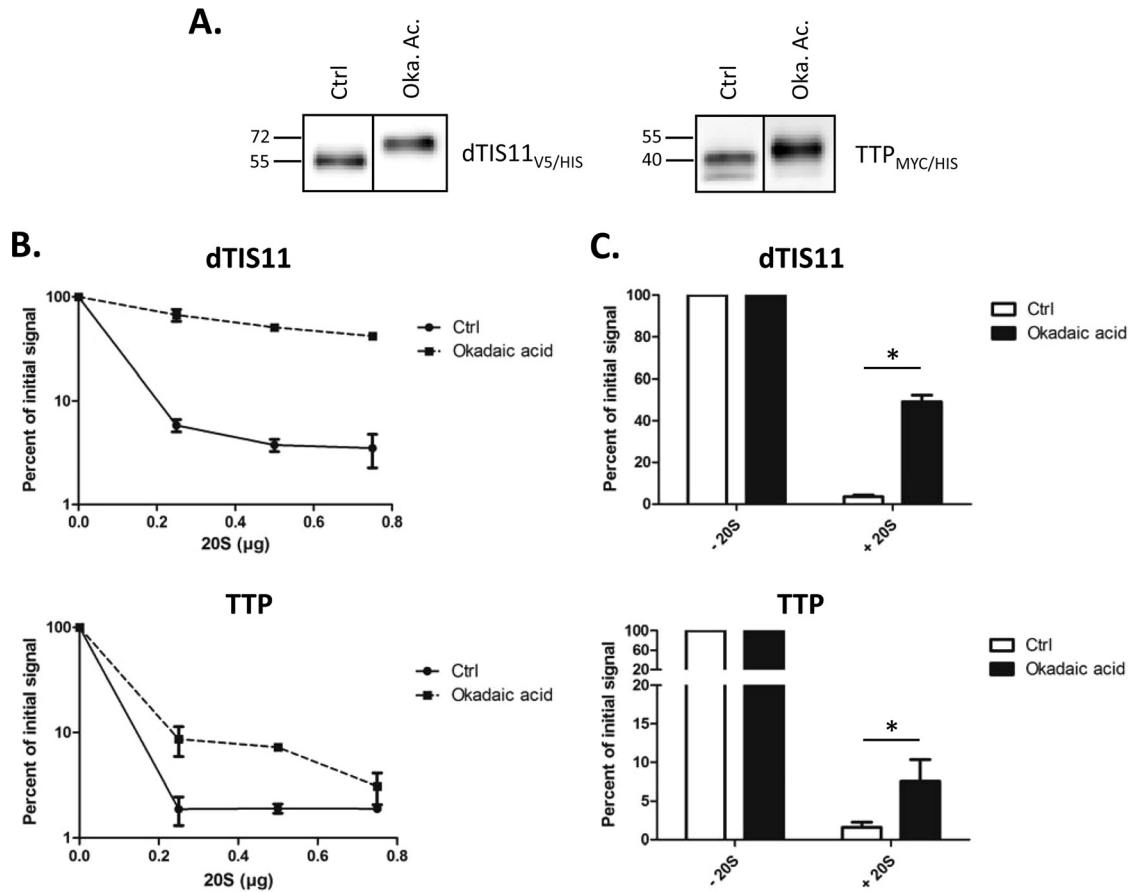 A.
Ctrl
Oka. Ac.
72
55
dTIS11V5/HIS
Ctrl
Oka. Ac.
55
40
TTPMYC/HIS
B.
dTIS11
Percent of initial signal
100
10
1
0.0 0.2 0.4 0.6 0.8
20S (µg)
Ctrl
Okadaic acid
TTP
Percent of initial signal
100
10
1
0.0 0.2 0.4 0.6 0.8
20S (µg)
Ctrl
Okadaic acid
C.
dTIS11
Percent of initial signal
100
80
60
40
20
0
*
- 20S
+ 20S
Ctrl
Okadaic acid
TTP
Percent of initial signal
100
60
20
20
15
10
5
0
*
- 20S
+ 20S
Ctrl
Okadaic acid